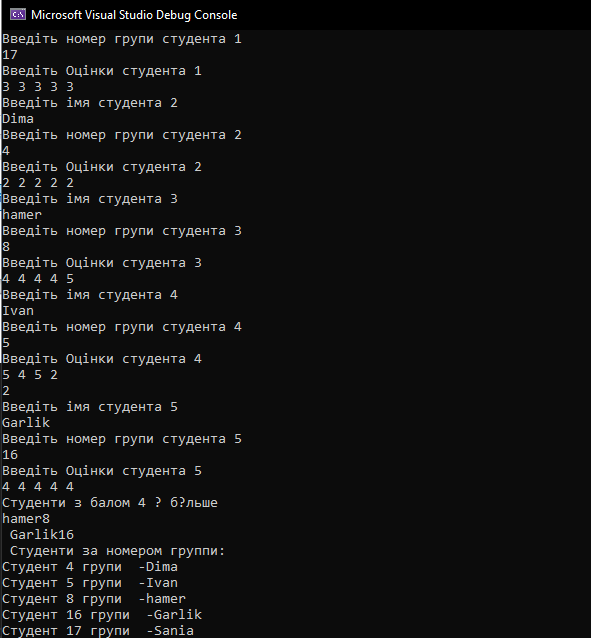 Microsoft Visual Studio Debug Console
Введіть номер групи студента 1
17
Введіть Оцінки студента 1
3 3 3 3 3
Введіть імя студента 2
Dima
Введіть номер групи студента 2
4
Введіть Оцінки студента 2
2 2 2 2 2
Введіть імя студента 3
hamer
Введіть номер групи студента 3
8
Введіть Оцінки студента 3
4 4 4 4 5
Введіть імя студента 4
Ivan
Введіть номер групи студента 4
5
Введіть Оцінки студента 4
5 4 5 2
2
Введіть імя студента 5
Garlik
Введіть номер групи студента 5
16
Введіть Оцінки студента 5
4 4 4 4 4
Студенти з балом 4 ? б?льше
hamer8
Garlik16
Студенти за номером группи:
Студент 4 групи  -Dima
Студент 5 групи  -Ivan
Студент 8 групи  -hamer
Студент 16 групи  -Garlik
Студент 17 групи  -Sania